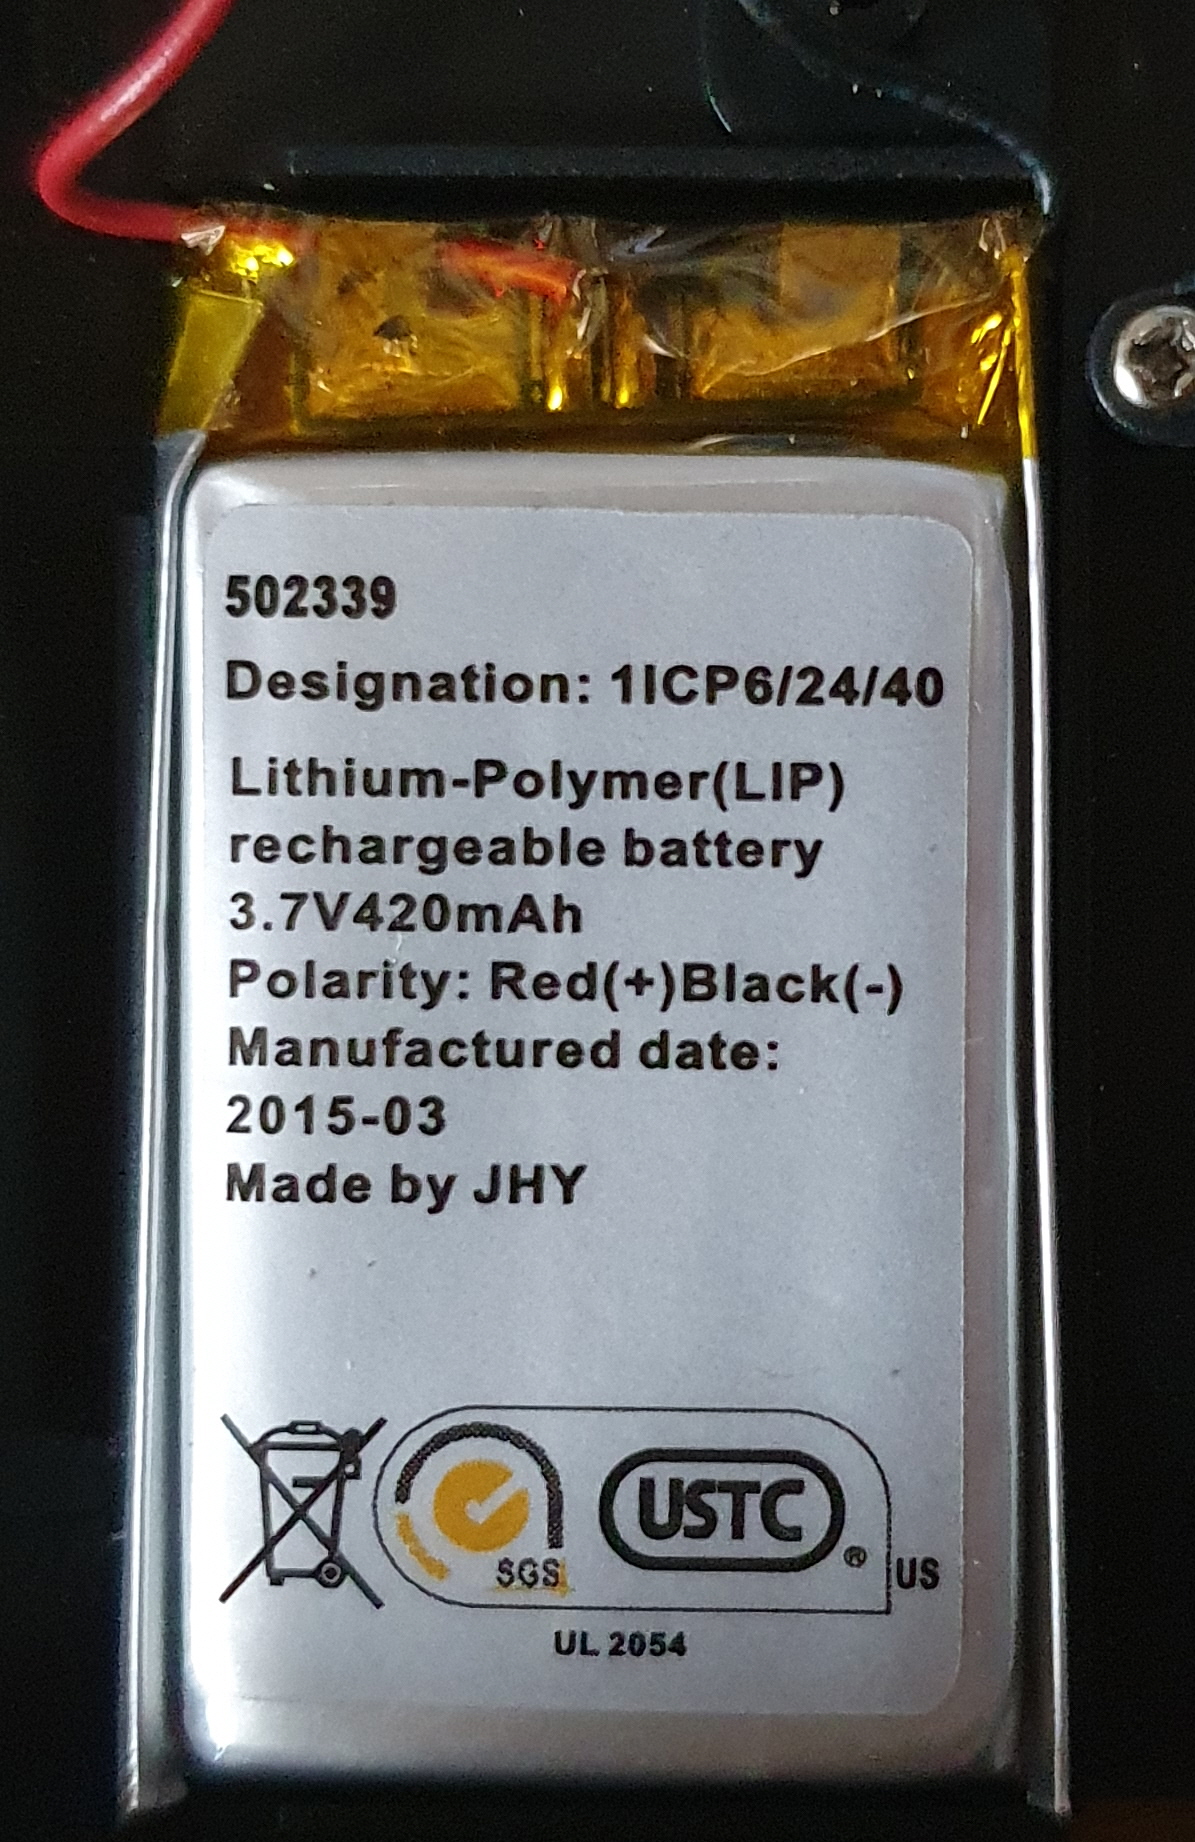 502339
Designation: 1ICP6/24/40
Lithium-Polymer(LIP)
rechargeable battery
3.7V420mAh
Polarity: Red(+)Black(-)
Manufactured date:
2015-03
Made by JHY
SGS
USTC
®
US
UL 2054